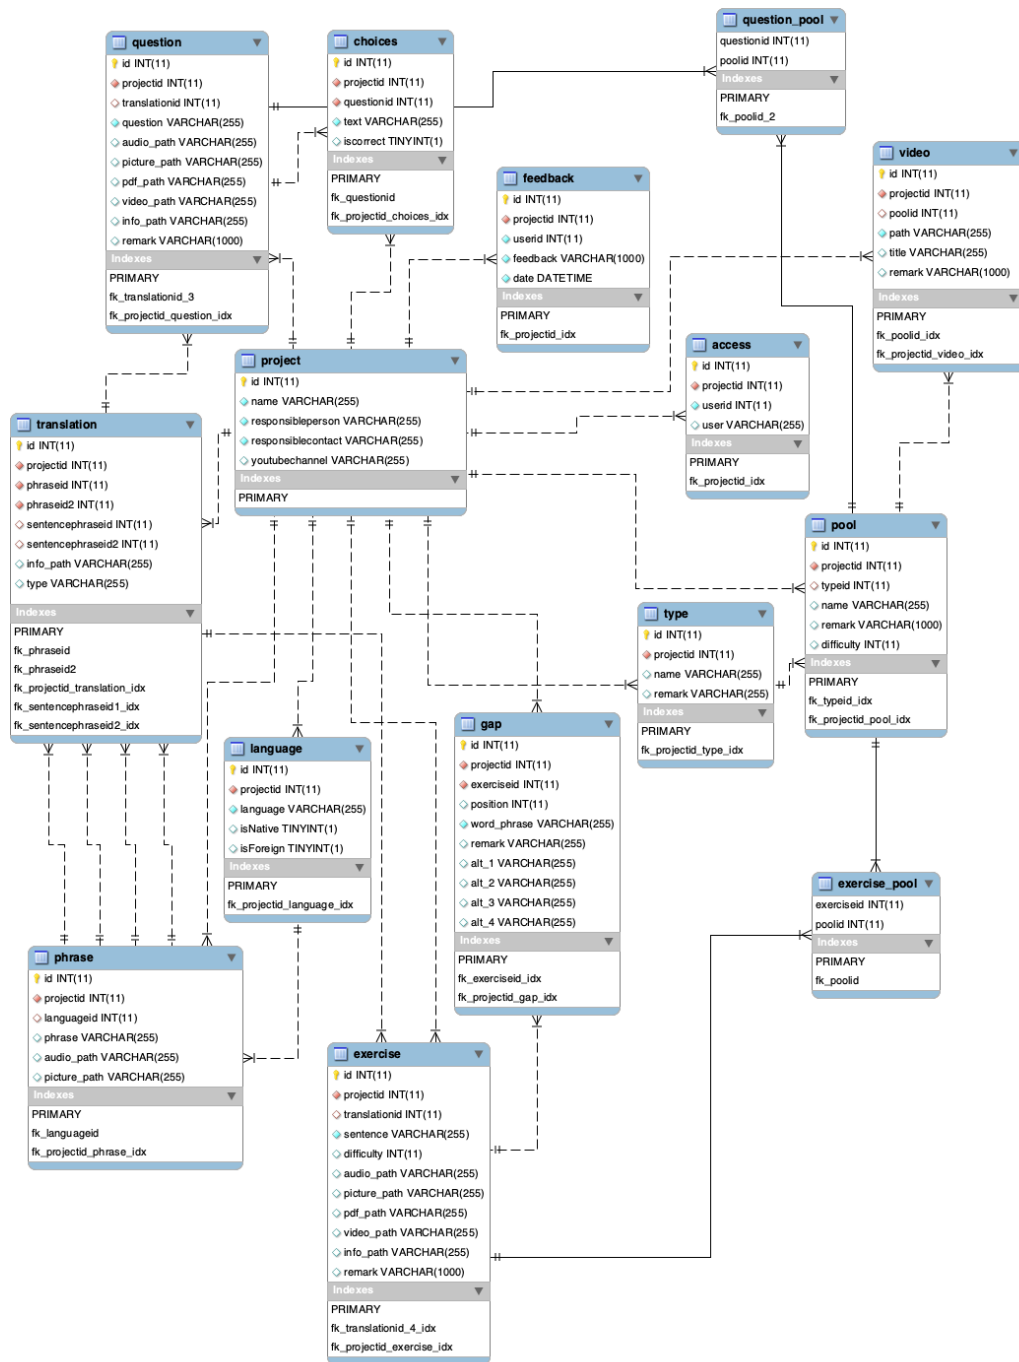 question
id INT(11)
projectid INT(11)
translationid INT(11)
question VARCHAR(255)
audio_path VARCHAR(255)
picture_path VARCHAR(255)
pdf_path VARCHAR(255)
video_path VARCHAR(255)
info_path VARCHAR(255)
remark VARCHAR(1000)
Indexes
PRIMARY
fk_translationid_3
fk_projectid_question_idx
choices
id INT(11)
projectid INT(11)
questionid INT(11)
text VARCHAR(255)
iscorrect TINYINT(1)
Indexes
PRIMARY
fk_questionid
fk_projectid_choices_idx
question_pool
questionid INT(11)
poolid INT(11)
Indexes
PRIMARY
fk_poolid_2
feedback
id INT(11)
projectid INT(11)
userid INT(11)
feedback VARCHAR(1000)
date DATETIME
Indexes
PRIMARY
fk_projectid_idx
video
id INT(11)
projectid INT(11)
poolid INT(11)
path VARCHAR(255)
title VARCHAR(255)
remark VARCHAR(1000)
Indexes
PRIMARY
fk_poolid_idx
fk_projectid_video_idx
project
id INT(11)
name VARCHAR(255)
responsibleperson VARCHAR(255)
responsiblecontact VARCHAR(255)
youtubechannel VARCHAR(255)
Indexes
PRIMARY
access
id INT(11)
projectid INT(11)
userid INT(11)
user VARCHAR(255)
Indexes
PRIMARY
fk_projectid_idx
translation
id INT(11)
projectid INT(11)
phraseid INT(11)
phraseid2 INT(11)
sentencephraseid INT(11)
sentencephraseid2 INT(11)
info_path VARCHAR(255)
type VARCHAR(255)
Indexes
PRIMARY
fk_phraseid
fk_phraseid2
fk_projectid_translation_idx
fk_sentencephraseid1_idx
fk_sentencephraseid2_idx
pool
id INT(11)
projectid INT(11)
typeid INT(11)
name VARCHAR(255)
remark VARCHAR(1000)
difficulty INT(11)
Indexes
PRIMARY
fk_typeid_idx
fk_projectid_pool_idx
type
id INT(11)
projectid INT(11)
name VARCHAR(255)
remark VARCHAR(255)
Indexes
PRIMARY
fk_projectid_type_idx
language
id INT(11)
projectid INT(11)
language VARCHAR(255)
isNative TINYINT(1)
isForeign TINYINT(1)
Indexes
PRIMARY
fk_projectid_language_idx
gap
id INT(11)
projectid INT(11)
exerciseid INT(11)
position INT(11)
word_phrase VARCHAR(255)
remark VARCHAR(255)
alt_1 VARCHAR(255)
alt_2 VARCHAR(255)
alt_3 VARCHAR(255)
alt_4 VARCHAR(255)
Indexes
PRIMARY
fk_exerciseid_idx
fk_projectid_gap_idx
exercise_pool
exerciseid INT(11)
poolid INT(11)
Indexes
PRIMARY
fk_poolid
phrase
id INT(11)
projectid INT(11)
languageid INT(11)
phrase VARCHAR(255)
audio_path VARCHAR(255)
picture_path VARCHAR(255)
Indexes
PRIMARY
fk_languageid
fk_projectid_phrase_idx
exercise
id INT(11)
projectid INT(11)
translationid INT(11)
sentence VARCHAR(255)
difficulty INT(11)
audio_path VARCHAR(255)
picture_path VARCHAR(255)
pdf_path VARCHAR(255)
video_path VARCHAR(255)
info_path VARCHAR(255)
remark VARCHAR(1000)
Indexes
PRIMARY
fk_translationid_4_idx
fk_projectid_exercise_idx